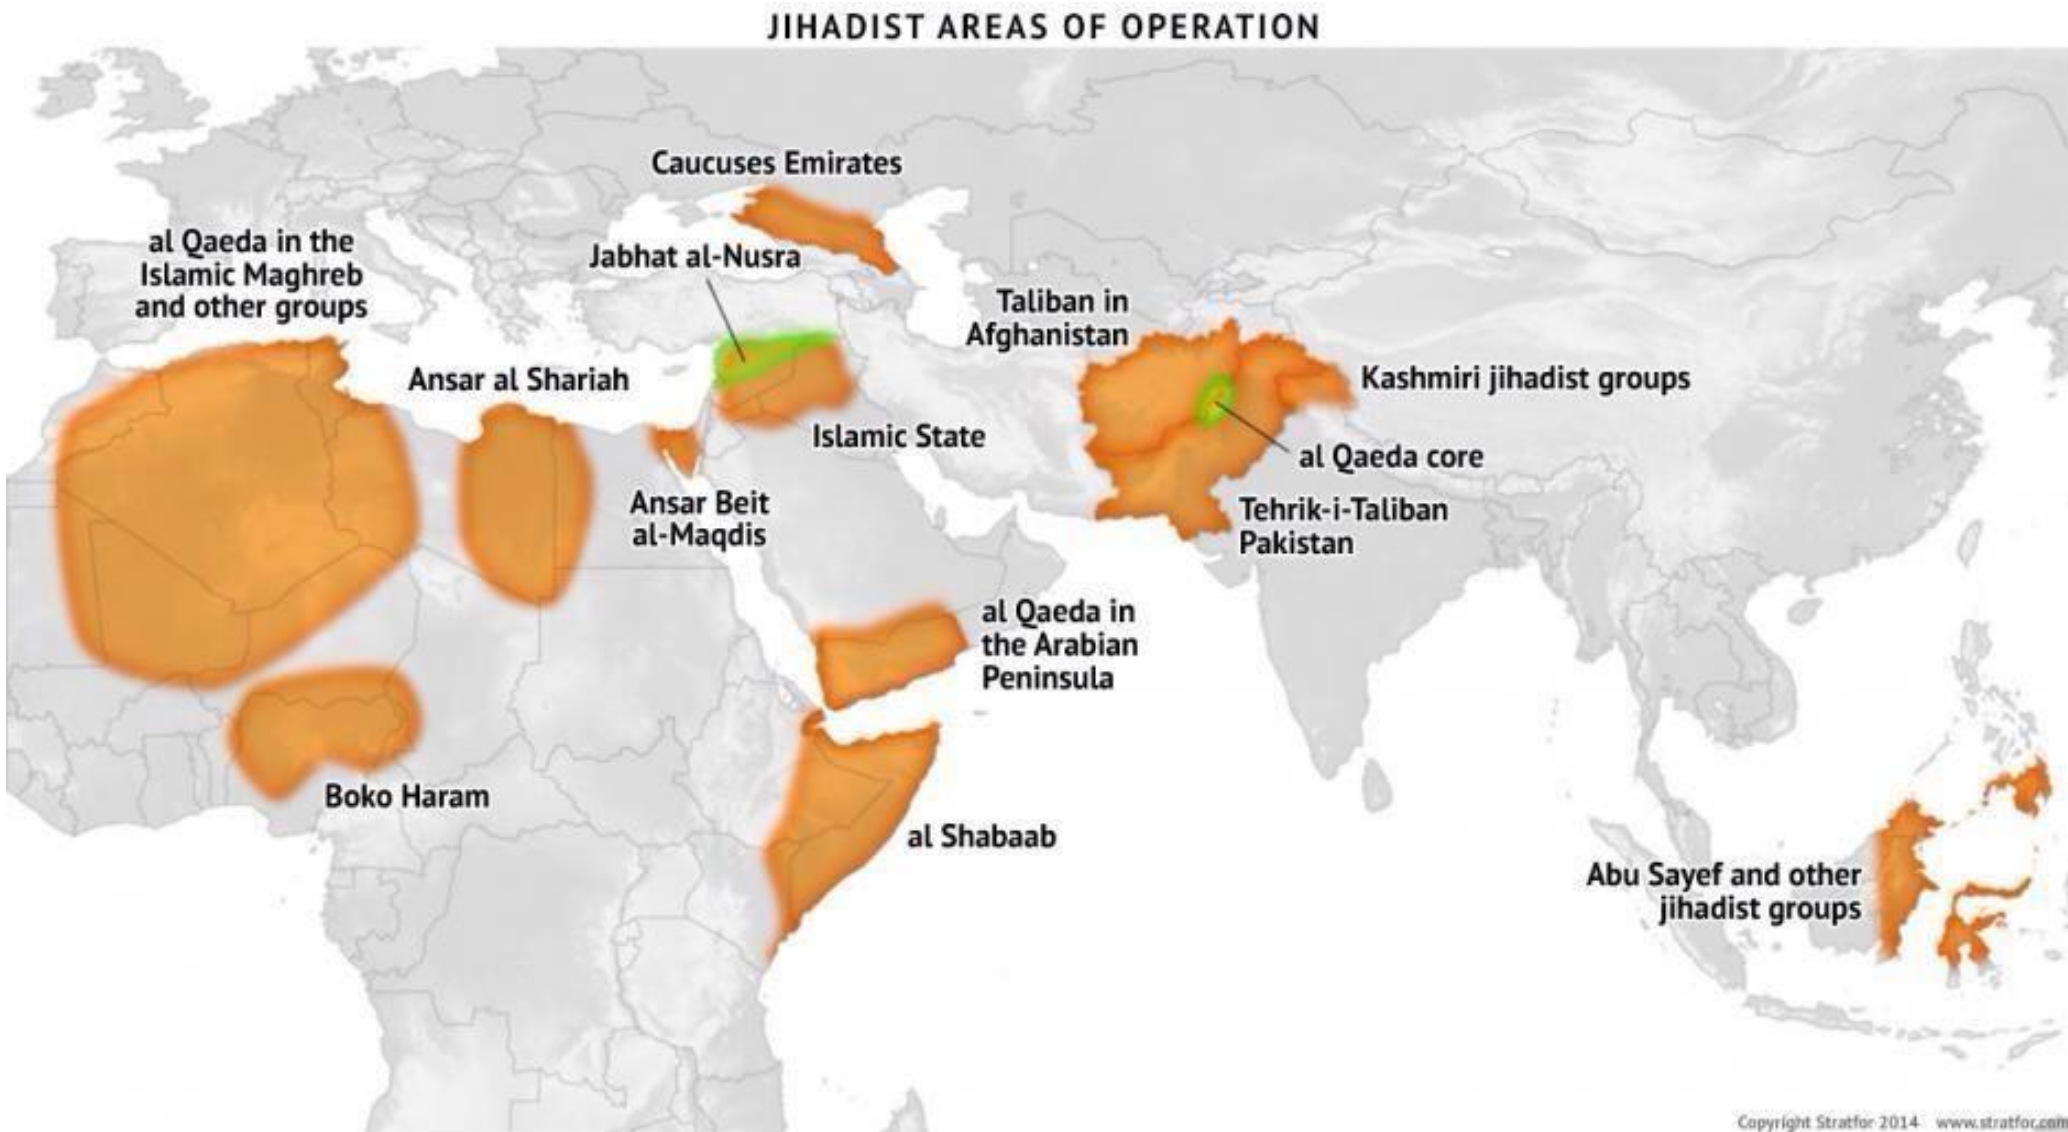 JIHADIST AREAS OF OPERATION
Caucuses Emirates
al Qaeda in the
Islamic Maghreb
and other groups
Jabhat al-Nusra
Taliban in
Afghanistan
Ansar al Shariah
Kashmiri jihadist groups
Islamic State
al Qaeda core
Ansar Beit
al-Maqdis
Tehrik-i-Taliban
Pakistan
al Qaeda in
the Arabian
Peninsula
Boko Haram
al Shabaab
Abu Sayef and other
jihadist groups
Copyright Stratfor 2014 www.stratfor.com